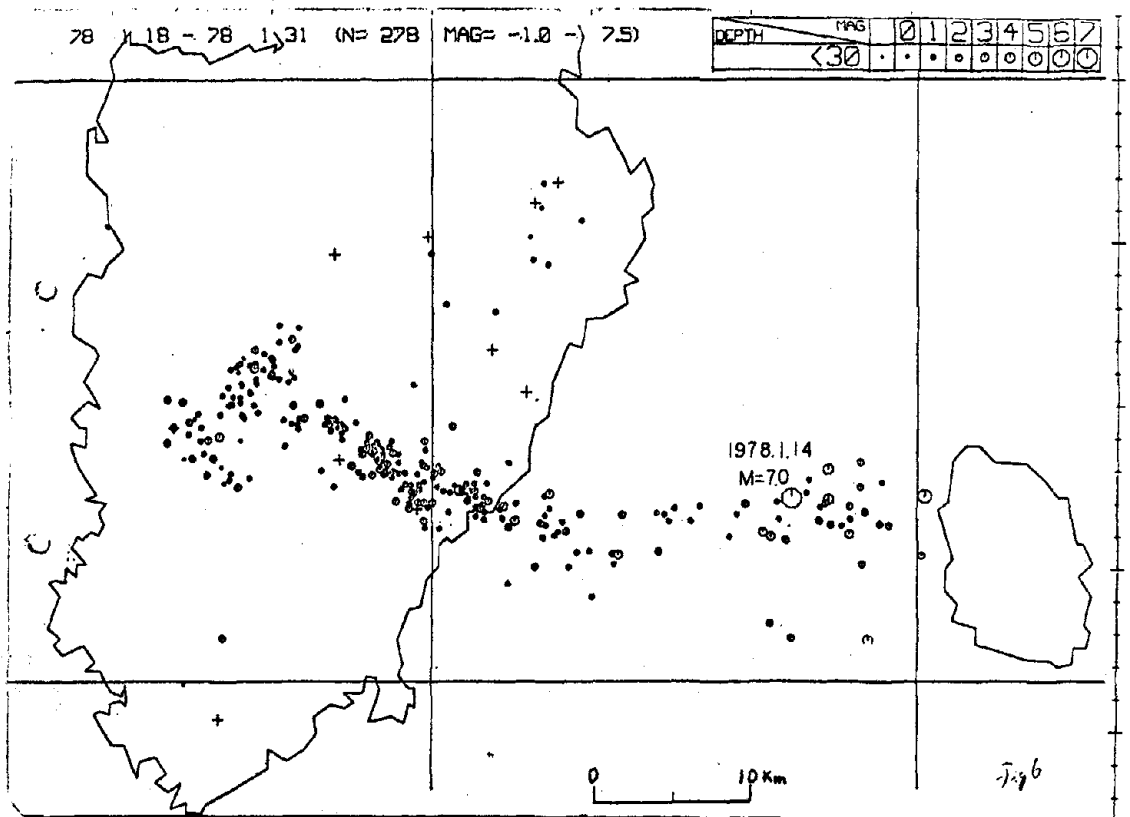 78 1.18 - 78 1.31 (N= 278 MAG= -1.0 - 7.5)
DEPTH MAG 0 1 2 3 4 5 6 7
<30
1978.1.14
M=7.0
0 10 Km
Fig 6